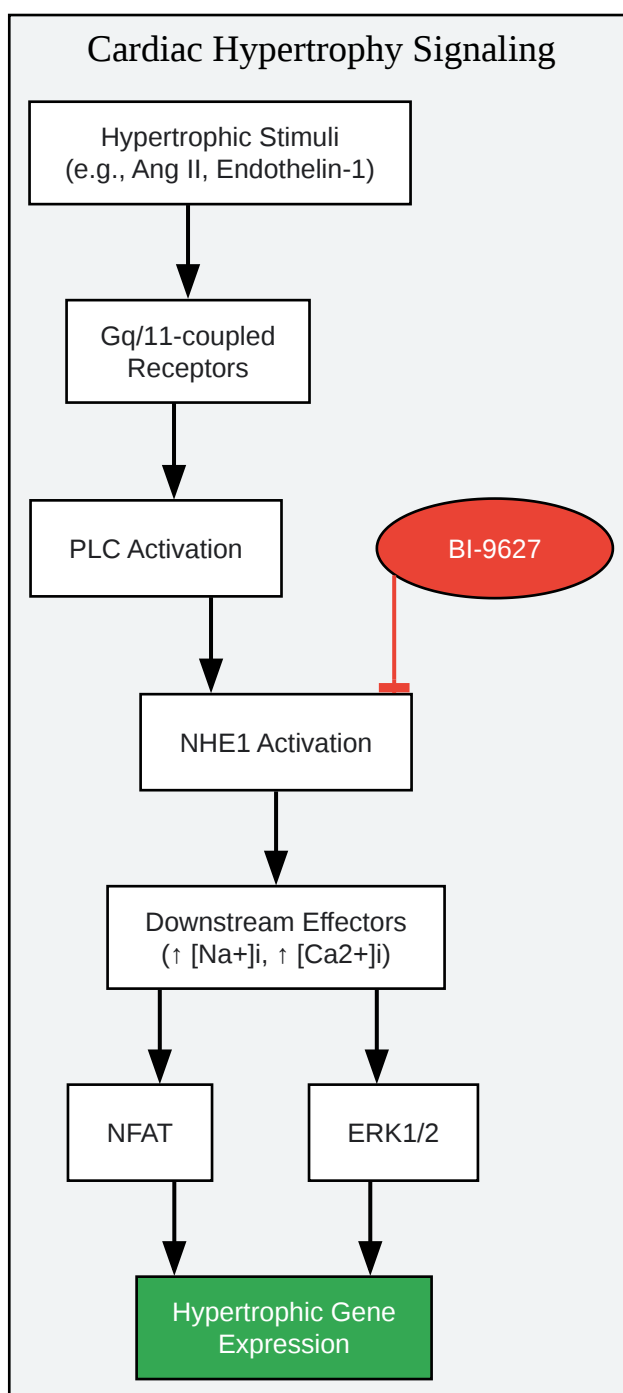 Cardiac Hypertrophy Signaling
Hypertrophic Stimuli
(e.g., Ang II, Endothelin-1)
Gq/11-coupled
Receptors
PLC Activation
BI-9627
NHE1 Activation
Downstream Effectors
(↑ [Na+]i, ↑ [Ca2+]i)
NFAT
ERK1/2
Hypertrophic Gene
Expression